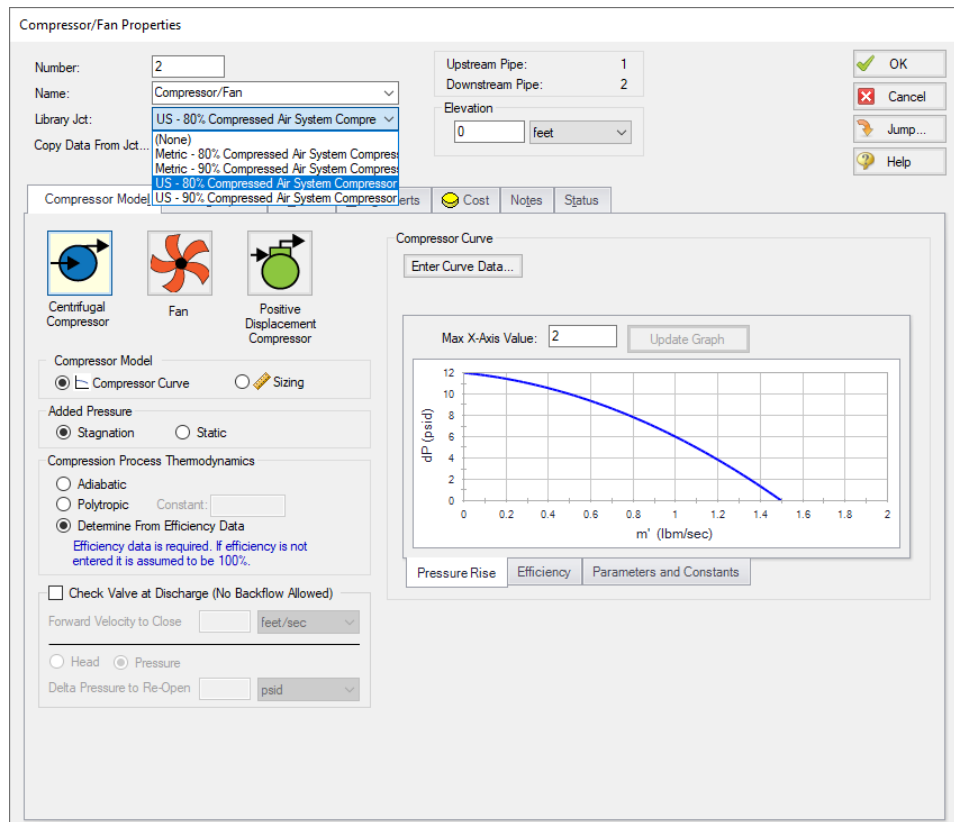 Compressor/Fan Properties
Number: 2
Name: Compressor/Fan
Library Jct: US - 80% Compressed Air System Compre
(None)
Metric - 80% Compressed Air System Compres
Metric - 90% Compressed Air System Compres
US - 80% Compressed Air System Compressor
US - 90% Compressed Air System Compressor
Copy Data From Jct...
Upstream Pipe: 1
Downstream Pipe: 2
Elevation
0 feet
OK
Cancel
Jump...
Help
Compressor Model
Cost
Notes
Status
Centrifugal
Compressor
Fan
Positive
Displacement
Compressor
Compressor Model
Compressor Curve
Sizing
Added Pressure
Stagnation
Static
Compression Process Thermodynamics
Adiabatic
Polytropic Constant:
Determine From Efficiency Data
Efficiency data is required. If efficiency is not
entered it is assumed to be 100%.
Check Valve at Discharge (No Backflow Allowed)
Forward Velocity to Close feet/sec
Head Pressure
Delta Pressure to Re-Open psid
Compressor Curve
Enter Curve Data...
Max X-Axis Value: 2 Update Graph
dP (psid)
12
10
8
6
4
2
0
0 0.2 0.4 0.6 0.8 1 1.2 1.4 1.6 1.8 2
m' (lbm/sec)
Pressure Rise
Efficiency
Parameters and Constants